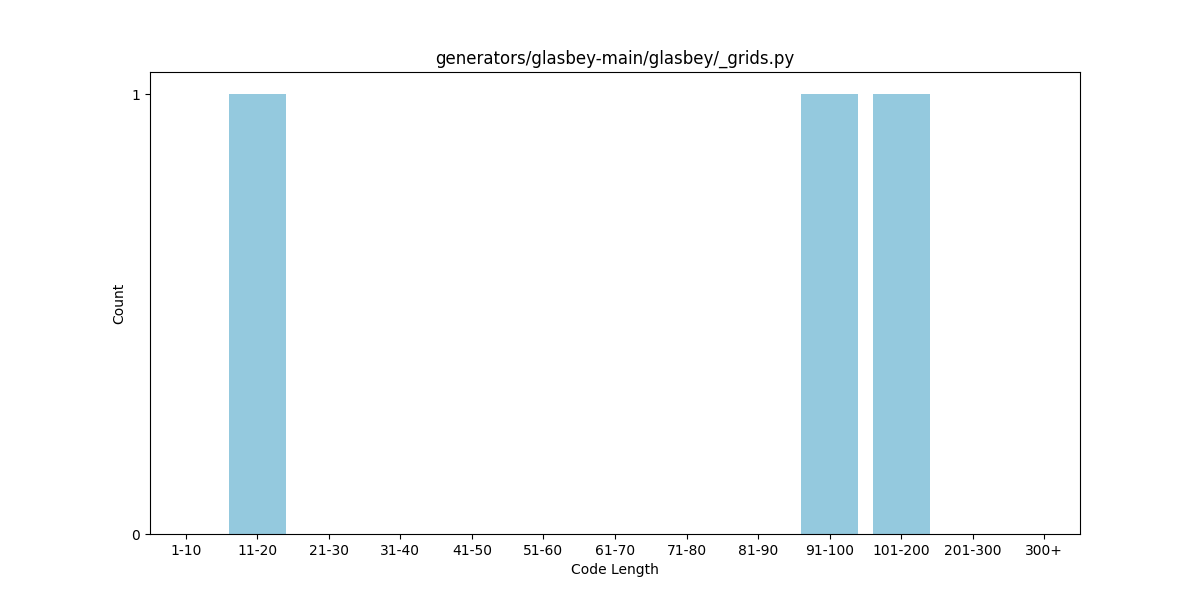 generators/glasbey-main/glasbey/_grids.py
1
0
Count
1-10 11-20 21-30 31-40 41-50 51-60 61-70 71-80 81-90 91-100 101-200 201-300 300+
Code Length